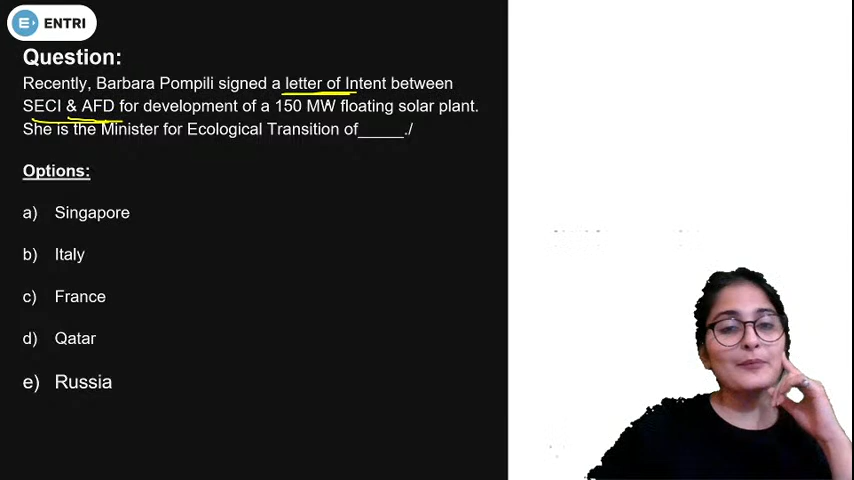 E ENTRI
Question:
Recently, Barbara Pompili signed a letter of Intent between
SECI & AFD for development of a 150 MW floating solar plant.
She is the Minister for Ecological Transition of_____./
Options:
a) Singapore
b) Italy
c) France
d) Qatar
e) Russia